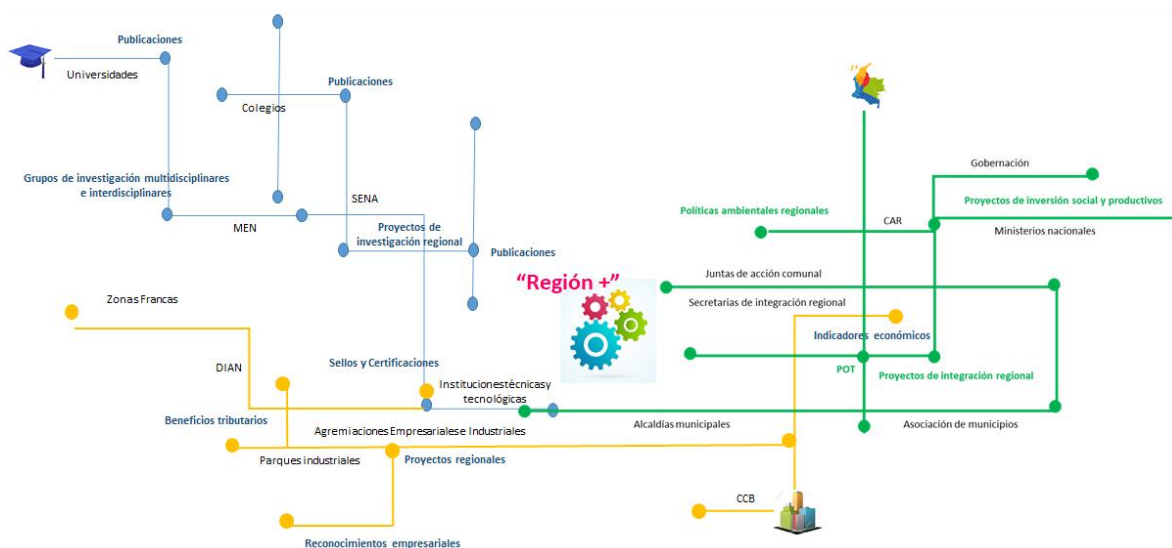 Publicaciones
Universidades
Publicaciones
Colegios
Grupos de investigación multidisciplinares
e interdisciplinares
SENA
MEN
Proyectos de
investigación regional
Publicaciones
Gobernación
Políticas ambientales regionales
Proyectos de inversión social y productivos
CAR
Ministerios nacionales
“Región +”
Juntas de acción comunal
Zonas Francas
Secretarias de integración regional
Indicadores económicos
DIAN
Sellos y Certificaciones
POT
Proyectos de integración regional
Institucionestécnicasy
tecnológicas
Beneficios tributarios
Agremiaciones Empresariales e Industriales
Alcaldías municipales
Asociación de municipios
Parques industriales
Proyectos regionales
CCB
Reconocimientos empresariales